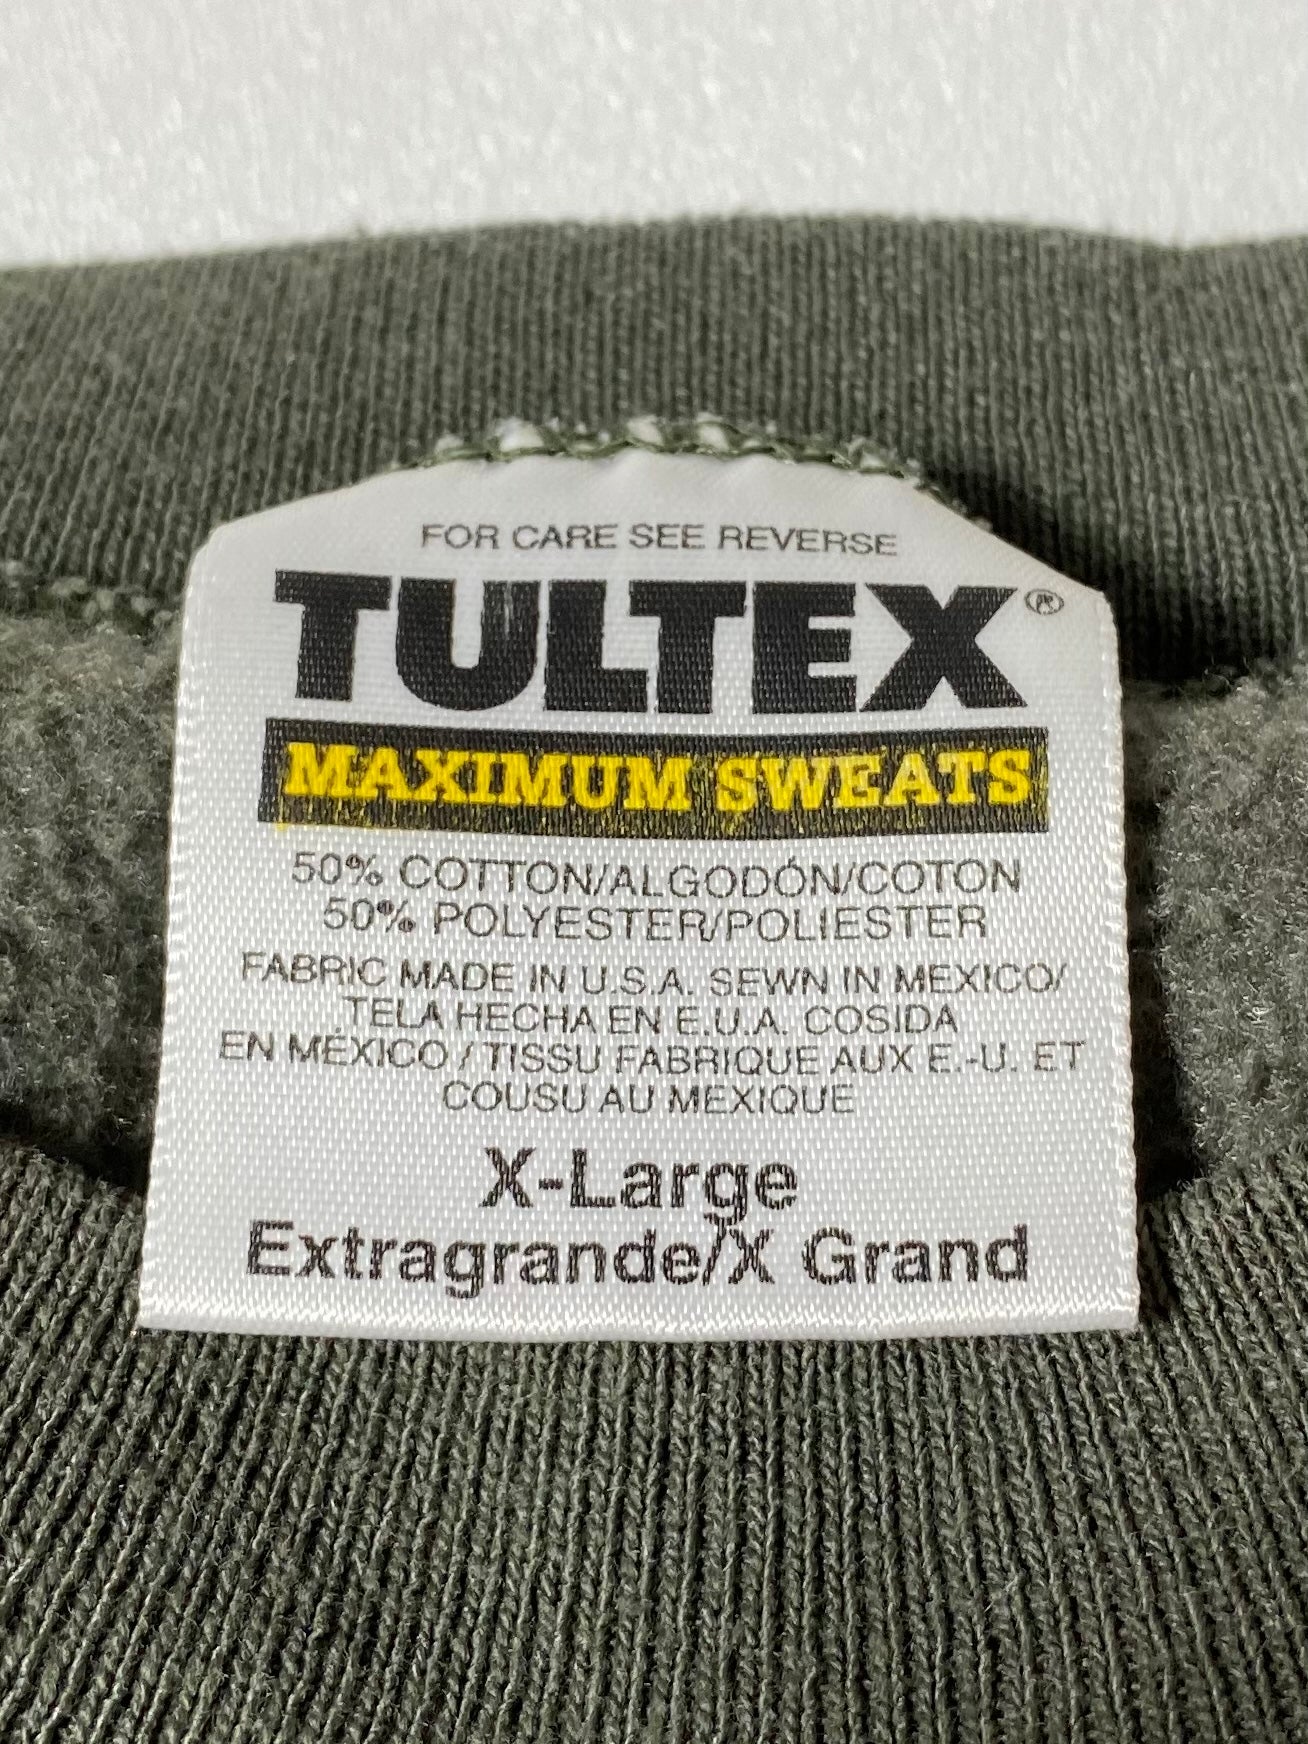 FOR CARE SEE REVERSE
TULTEX®
MAXIMUM SWEATS
50% COTTON/ALGODÓN/COTON
50% POLYESTER/POLIESTER
FABRIC MADE IN U.S.A. SEWN IN MEXICO/
TELA HECHA EN E.U.A. COSIDA
EN MÉXICO / TISSU FABRIQUE AUX E.-U. ET
COUSU AU MEXIQUE
X-Large
Extragrande/X Grand